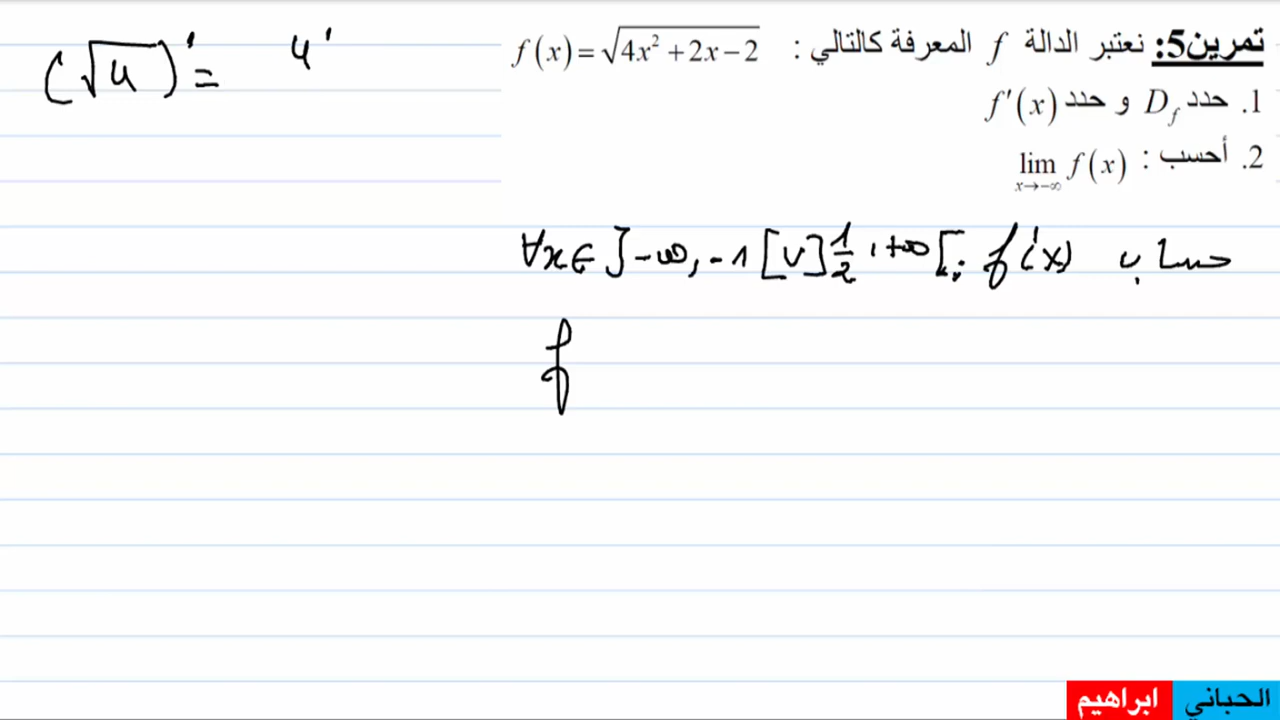 تمرين5: نعتبر الدالة f المعرفة كالتالي : f(x)=√(4x²+2x−2)
1. حدد D_f و حدد f'(x)
2. أحسب : lim_{x→−∞} f(x)
(√u)' = u'
حساب f'(x) ; ∀x∈]-∞,-1[∪]1/2,+∞[
f
ابراهيم الحباني